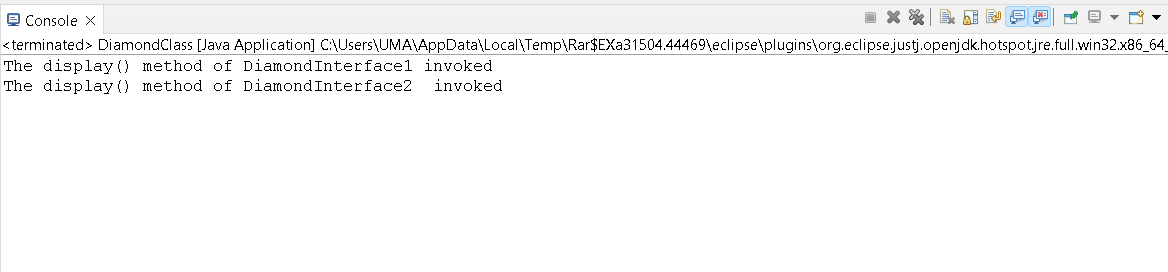 Console
<terminated> DiamondClass [Java Application] C:\Users\UMA\AppData\Local\Temp\Rar$EXa31504.44469\eclipse\plugins\org.eclipse.justj.openjdk.hotspot.jre.full.win32.x86_64_
The display() method of DiamondInterface1 invoked
The display() method of DiamondInterface2  invoked